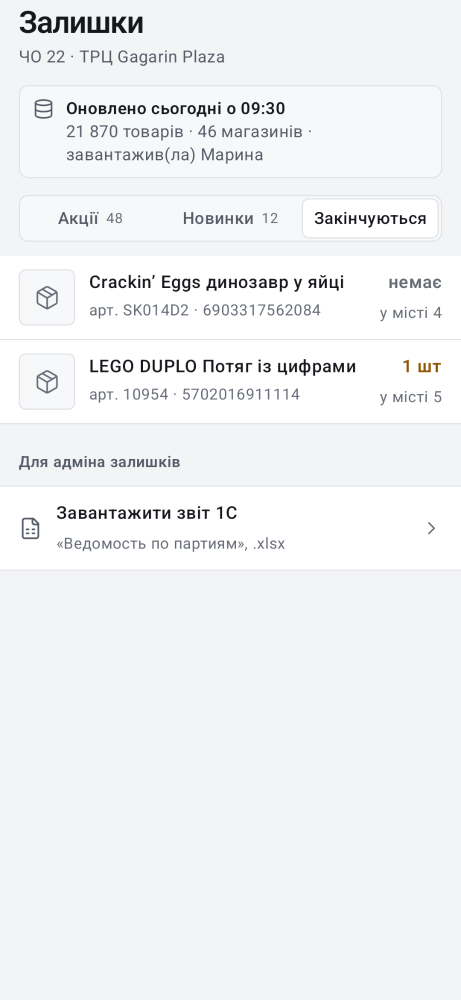 Залишки
ЧО 22 · ТРЦ Gagarin Plaza
Оновлено сьогодні о 09:30
21 870 товарів · 46 магазинів ·
завантажив(ла) Марина
Акції 48 Новинки 12 Закінчуються
Crackin’ Eggs динозавр у яйці немає
арт. SK014D2 · 6903317562084 у місті 4
LEGO DUPLO Потяг із цифрами 1 шт
арт. 10954 · 5702016911114 у місті 5
Для адміна залишків
Завантажити звіт 1С
«Ведомость по партиям», .xlsx